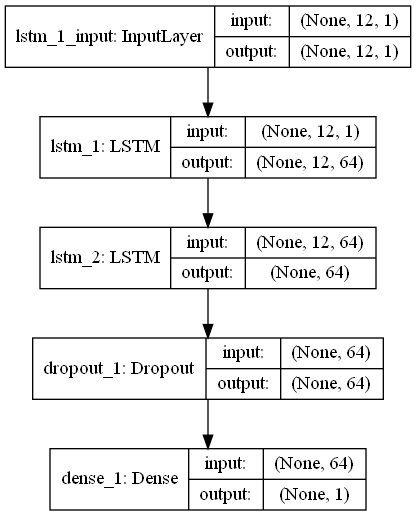 lstm_1_input: InputLayer
input: (None, 12, 1)
output: (None, 12, 1)
lstm_1: LSTM
input: (None, 12, 1)
output: (None, 12, 64)
lstm_2: LSTM
input: (None, 12, 64)
output: (None, 64)
dropout_1: Dropout
input: (None, 64)
output: (None, 64)
dense_1: Dense
input: (None, 64)
output: (None, 1)